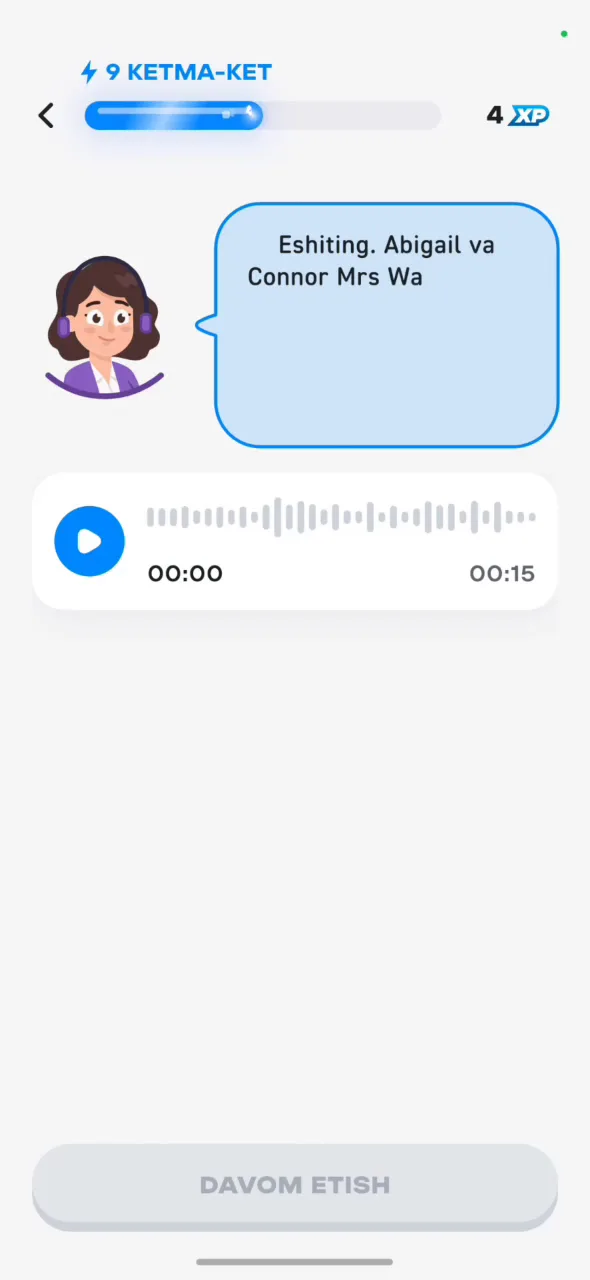 9 KETMA-KET
4 XP
Eshiting. Abigail va
Connor Mrs Wa
00:00
00:15
DAVOM ETISH